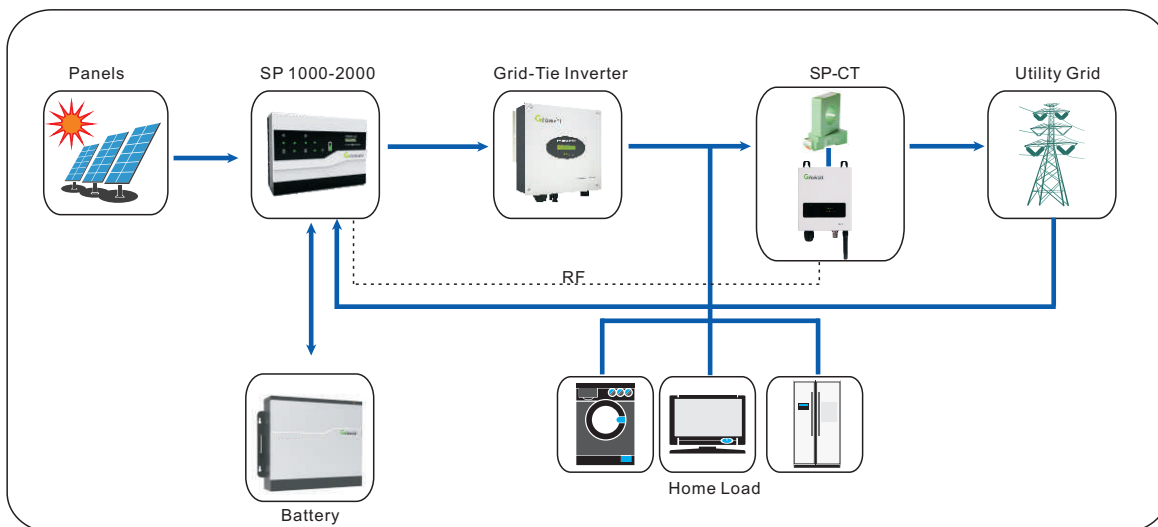 Panels
SP 1000-2000
Grid-Tie Inverter
SP-CT
Utility Grid
RF
Battery
Home Load